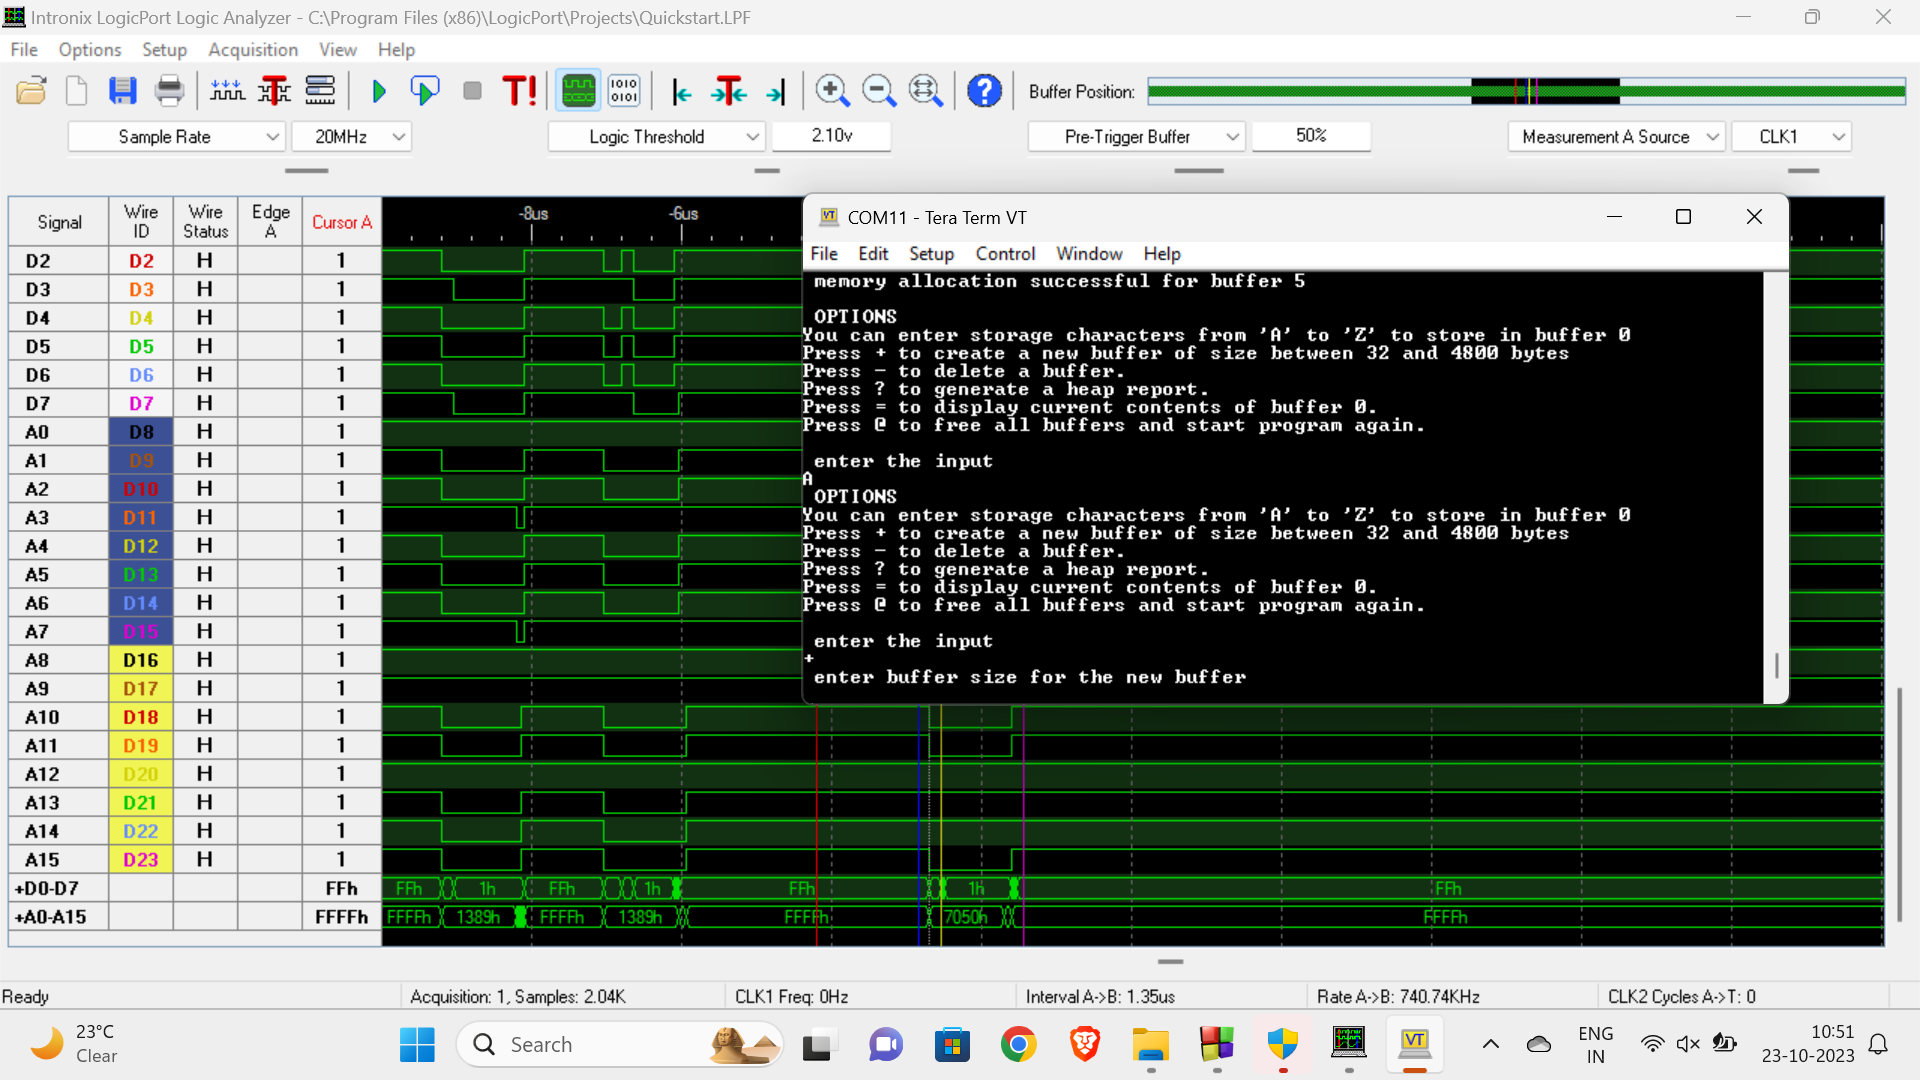 Intronix LogicPort Logic Analyzer - C:\Program Files (x86)\LogicPort\Projects\Quickstart.LPF
File Options Setup Acquisition View Help
T!
1010
0101
?
Buffer Position:
Sample Rate 20MHz Logic Threshold 2.10v Pre-Trigger Buffer 50% Measurement A Source CLK1
Signal Wire ID Wire Status Edge A Cursor A
-8us -6us
D2 D2 H 1
D3 D3 H 1
D4 D4 H 1
D5 D5 H 1
D6 D6 H 1
D7 D7 H 1
A0 D8 H 1
A1 D9 H 1
A2 D10 H 1
A3 D11 H 1
A4 D12 H 1
A5 D13 H 1
A6 D14 H 1
A7 D15 H 1
A8 D16 H 1
A9 D17 H 1
A10 D18 H 1
A11 D19 H 1
A12 D20 H 1
A13 D21 H 1
A14 D22 H 1
A15 D23 H 1
+D0-D7 FFh FFh 1h FFh 1h FFh 1h FFh
+A0-A15 FFFFh FFFFh 1389h FFFFh 1389h FFFFh 7050h FFFFh
VT COM11 - Tera Term VT
File Edit Setup Control Window Help
memory allocation successful for buffer 5
OPTIONS
You can enter storage characters from 'A' to 'Z' to store in buffer 0
Press + to create a new buffer of size between 32 and 4800 bytes
Press - to delete a buffer.
Press ? to generate a heap report.
Press = to display current contents of buffer 0.
Press @ to free all buffers and start program again.
enter the input
A
OPTIONS
You can enter storage characters from 'A' to 'Z' to store in buffer 0
Press + to create a new buffer of size between 32 and 4800 bytes
Press - to delete a buffer.
Press ? to generate a heap report.
Press = to display current contents of buffer 0.
Press @ to free all buffers and start program again.
enter the input
+
enter buffer size for the new buffer
Ready Acquisition: 1, Samples: 2.04K CLK1 Freq: 0Hz Interval A->B: 1.35us Rate A->B: 740.74KHz CLK2 Cycles A->T: 0
23°C
Clear
Search
VT
ENG
IN
10:51
23-10-2023